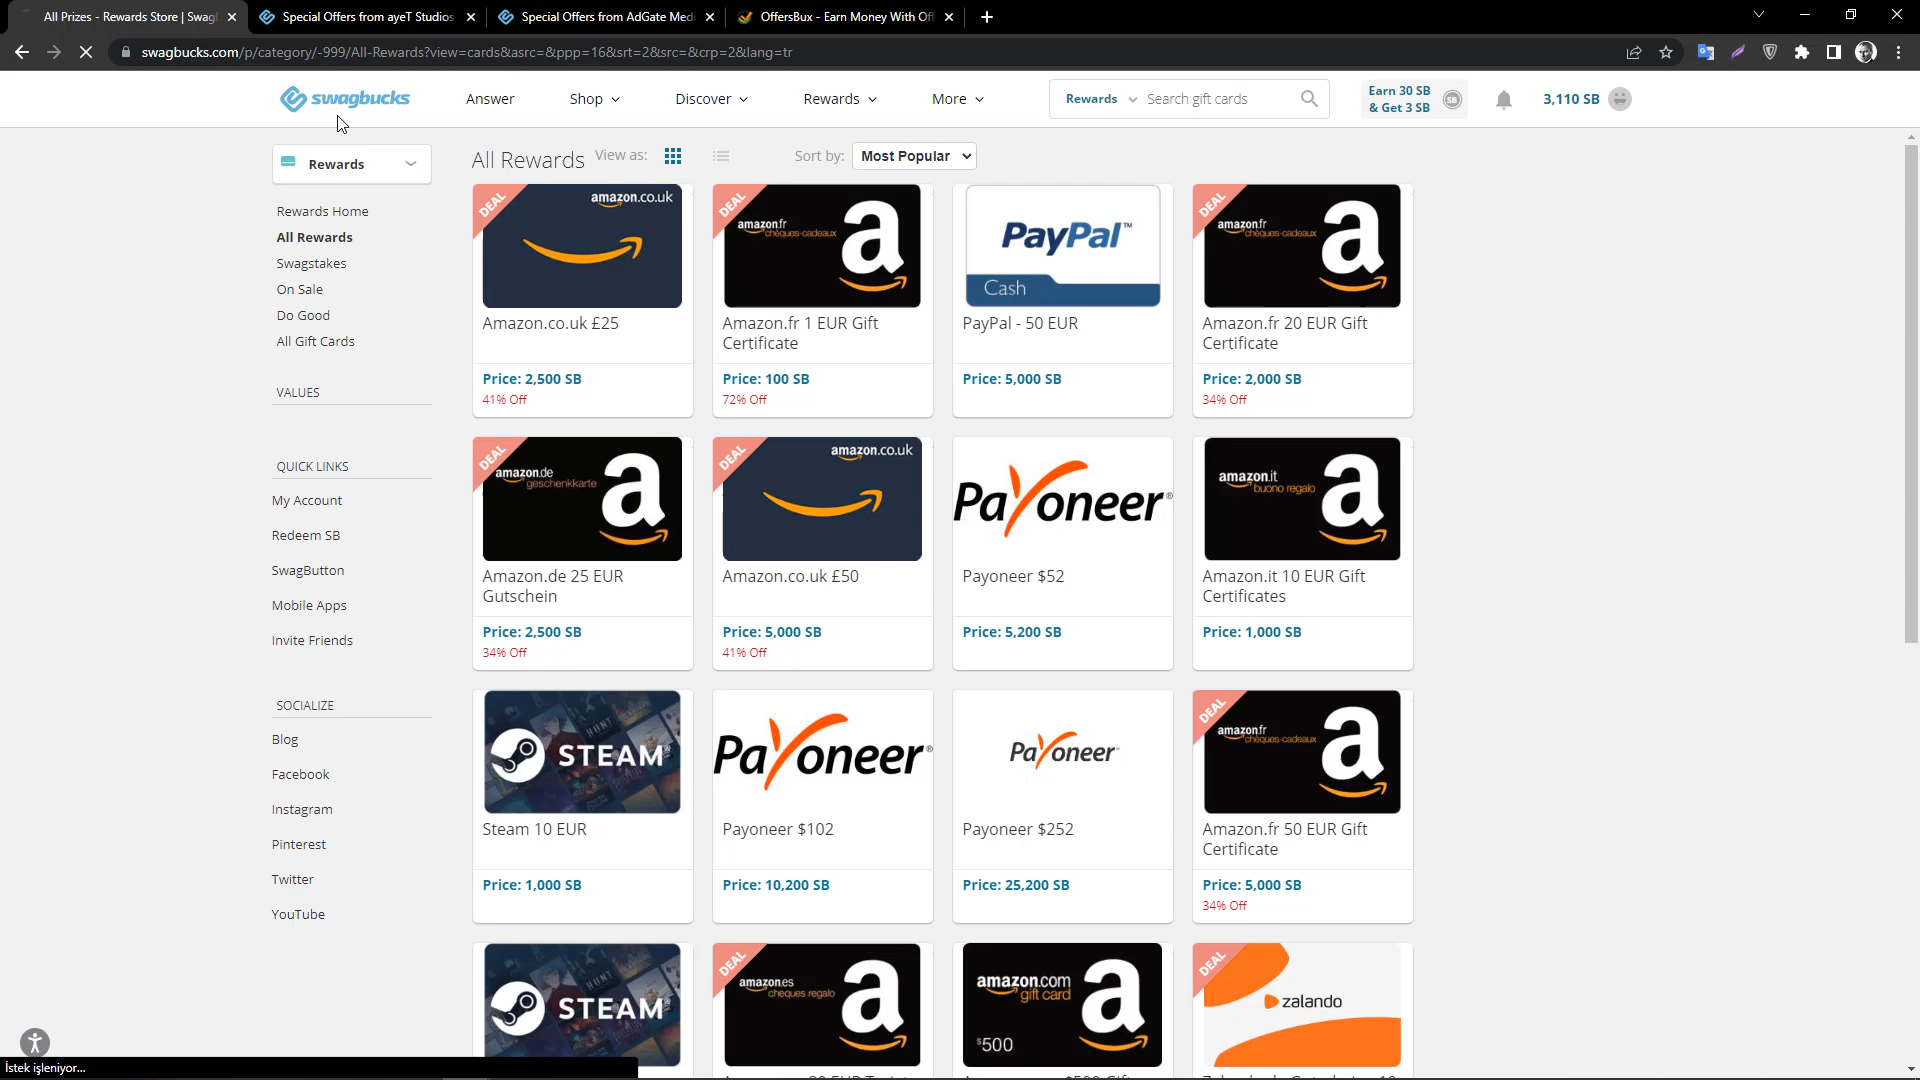 All Prizes - Rewards Store | Swag
Special Offers from ayeT Studios
Special Offers from AdGate Medi
OffersBux - Earn Money With Off
swagbucks.com/p/category/-999/All-Rewards?view=cards&asrc=&ppp=16&srt=2&src=&crp=2&lang=tr
swagbucks
Answer
Shop
Discover
Rewards
More
Rewards
Search gift cards
Earn 30 SB
& Get 3 SB
SB
3,110 SB
Rewards
Rewards Home
All Rewards
Swagstakes
On Sale
Do Good
All Gift Cards
VALUES
QUICK LINKS
My Account
Redeem SB
SwagButton
Mobile Apps
Invite Friends
SOCIALIZE
Blog
Facebook
Instagram
Pinterest
Twitter
YouTube
All Rewards
View as:
Sort by:
Most Popular
DEAL
amazon.co.uk
Amazon.co.uk £25
Price: 2,500 SB
41% Off
DEAL
amazon.fr
chèques-cadeaux
a
Amazon.fr 1 EUR Gift
Certificate
Price: 100 SB
72% Off
PayPal™
Cash
PayPal - 50 EUR
Price: 5,000 SB
DEAL
amazon.fr
chèques-cadeaux
a
Amazon.fr 20 EUR Gift
Certificate
Price: 2,000 SB
34% Off
DEAL
amazon.de
geschenkkarte
a
Amazon.de 25 EUR
Gutschein
Price: 2,500 SB
34% Off
DEAL
amazon.co.uk
Amazon.co.uk £50
Price: 5,000 SB
41% Off
Payoneer®
Payoneer $52
Price: 5,200 SB
amazon.it
buono regalo
a
Amazon.it 10 EUR Gift
Certificates
Price: 1,000 SB
STEAM®
HUNT
Steam 10 EUR
Price: 1,000 SB
Payoneer®
Payoneer $102
Price: 10,200 SB
Payoneer
Payoneer $252
Price: 25,200 SB
DEAL
amazon.fr
chèques-cadeaux
a
Amazon.fr 50 EUR Gift
Certificate
Price: 5,000 SB
34% Off
STEAM®
HUNT
DEAL
amazon.es
cheques regalo
a
amazon.com
gift card
a
$500
DEAL
zalando
İstek işleniyor...